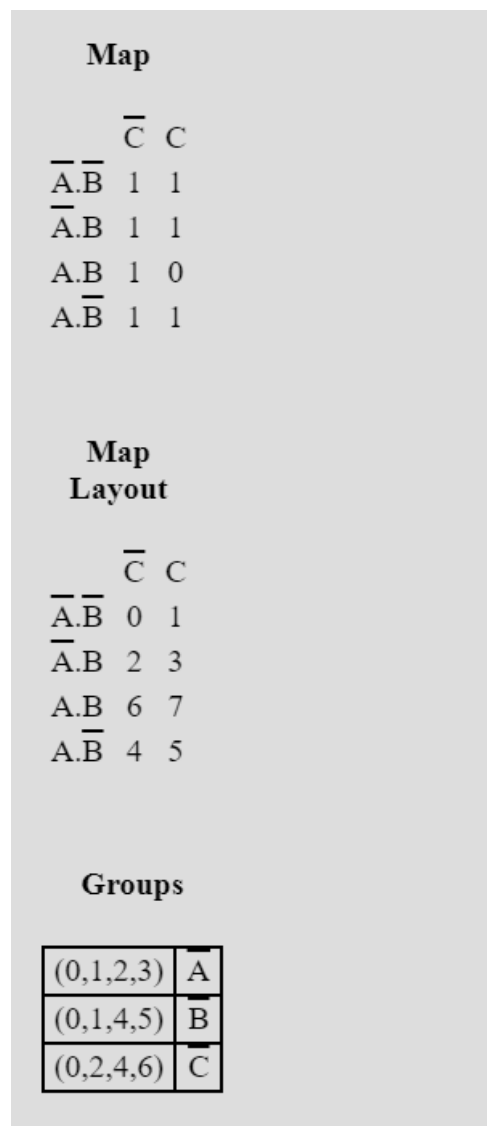 Map
C̅ C
A̅.B̅ 1 1
A̅.B 1 1
A.B 1 0
A.B̅ 1 1
Map
Layout
C̅ C
A̅.B̅ 0 1
A̅.B 2 3
A.B 6 7
A.B̅ 4 5
Groups
(0,1,2,3) A̅
(0,1,4,5) B̅
(0,2,4,6) C̅